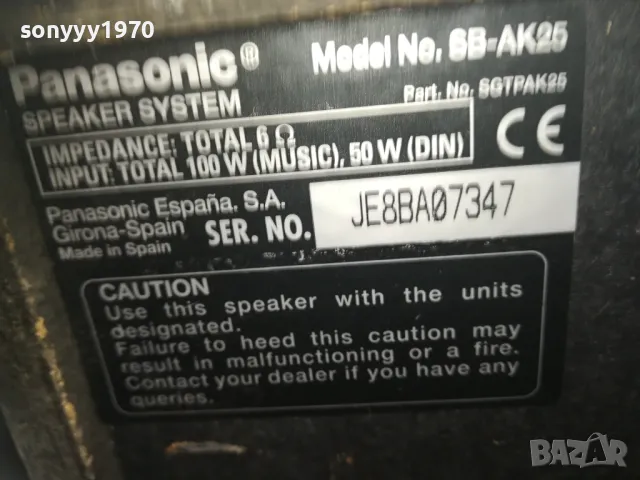 sonyyy1970
Panasonic® Model No. SB-AK25
SPEAKER SYSTEM Part. No. SGTPAK25
IMPEDANCE: TOTAL 6 Ω
INPUT: TOTAL 100 W (MUSIC), 50 W (DIN)
CE
Panasonic España, S.A.
Girona-Spain
Made in Spain
SER. NO. JE8BA07347
CAUTION
Use this speaker with the units
designated.
Failure to heed this caution may
result in malfunctioning or a fire.
Contact your dealer if you have any
queries.
BAZAR